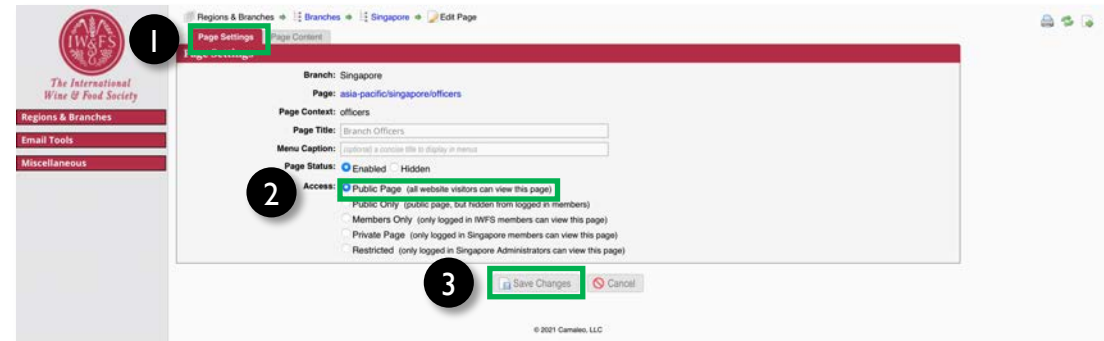 Regions & Branches Branches Singapore Edit Page
1
Page Settings Page Content
Page Settings
IW&FS
The International
Wine & Food Society
Regions & Branches
Email Tools
Miscellaneous
Branch: Singapore
Page: asia-pacific/singapore/officers
Page Context: officers
Page Title: Branch Officers
Menu Caption: (optional) a concise title to display in menus
Page Status: Enabled Hidden
2
Access: Public Page (all website visitors can view this page)
Public Only (public page, but hidden from logged in members)
Members Only (only logged in IWFS members can view this page)
Private Page (only logged in Singapore members can view this page)
Restricted (only logged in Singapore Administrators can view this page)
3
Save Changes Cancel
© 2021 Camaleo, LLC